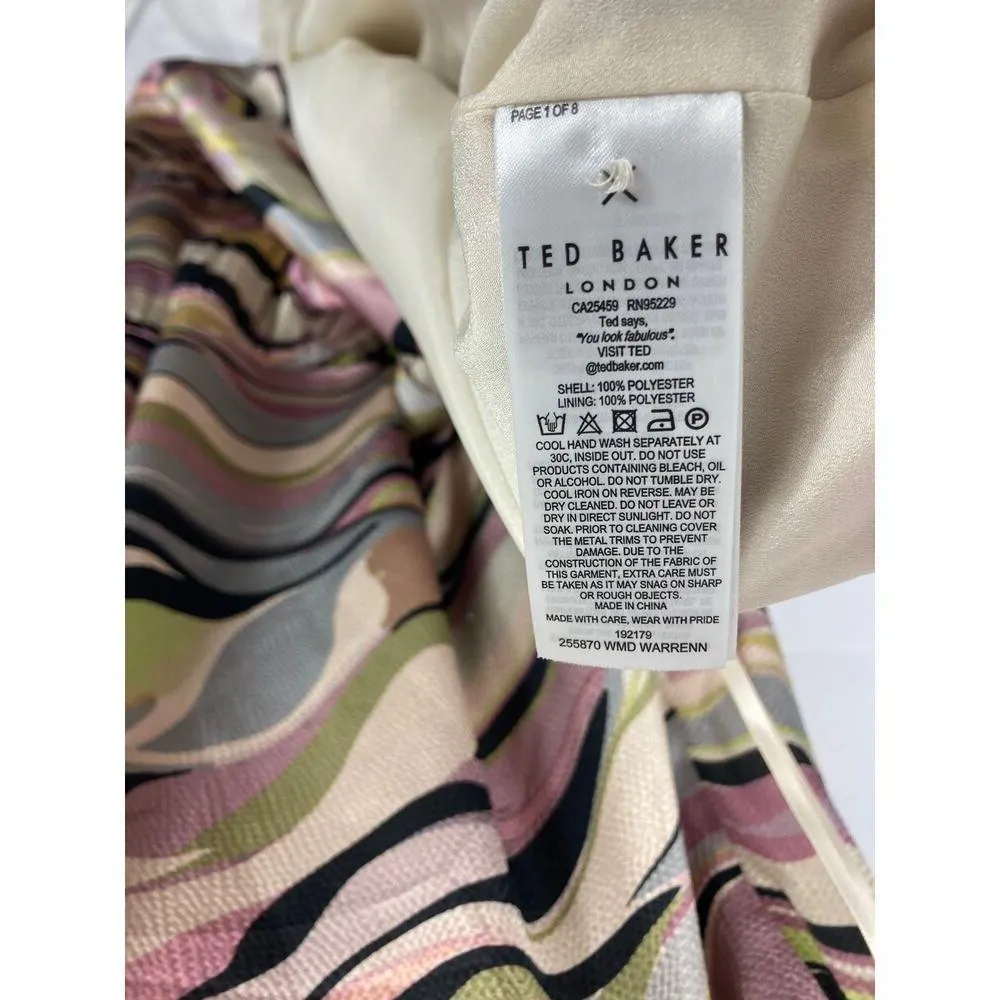 PAGE 1 OF 8
TED BAKER
LONDON
CA25459 RN95229
Ted says,
"You look fabulous".
VISIT TED
@tedbaker.com
SHELL: 100% POLYESTER
LINING: 100% POLYESTER
P
COOL HAND WASH SEPARATELY AT
30C, INSIDE OUT. DO NOT USE
PRODUCTS CONTAINING BLEACH, OIL
OR ALCOHOL. DO NOT TUMBLE DRY.
COOL IRON ON REVERSE. MAY BE
DRY CLEANED. DO NOT LEAVE OR
DRY IN DIRECT SUNLIGHT. DO NOT
SOAK. PRIOR TO CLEANING COVER
THE METAL TRIMS TO PREVENT
DAMAGE. DUE TO THE
CONSTRUCTION OF THE FABRIC OF
THIS GARMENT, EXTRA CARE MUST
BE TAKEN AS IT MAY SNAG ON SHARP
OR ROUGH OBJECTS.
MADE IN CHINA
MADE WITH CARE, WEAR WITH PRIDE
192179
255870 WMD WARRENN